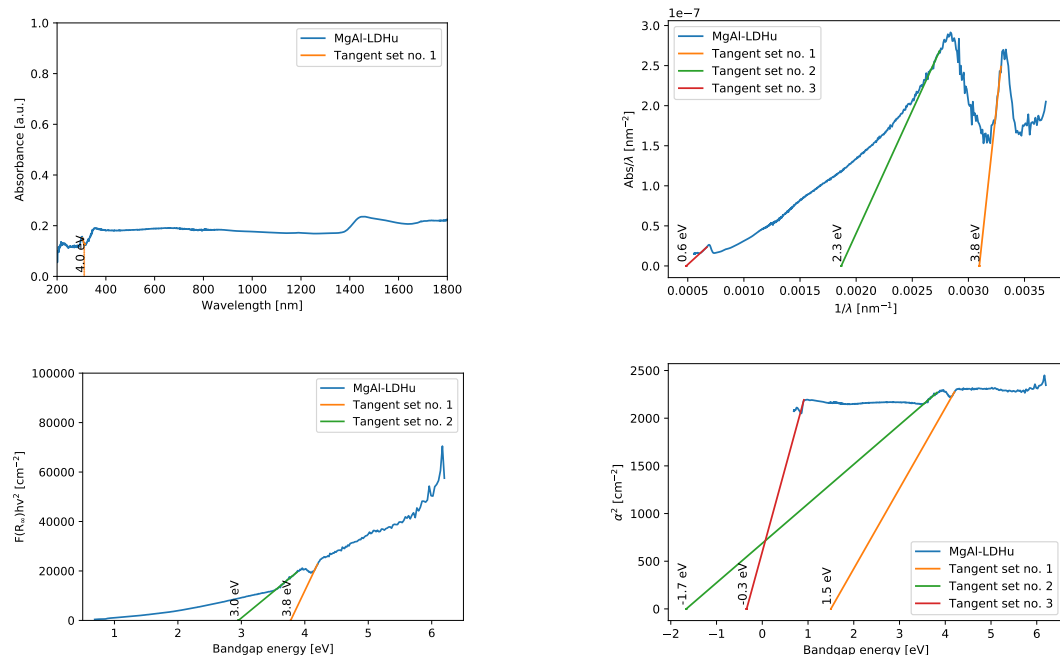 1.0
0.8
0.6
0.4
0.2
0.0
Absorbance [a.u.]
MgAl-LDHu
Tangent set no. 1
4.0 eV
200 400 600 800 1000 1200 1400 1600 1800
Wavelength [nm]
1e−7
3.0
2.5
2.0
1.5
1.0
0.5
0.0
Abs/λ [nm⁻²]
MgAl-LDHu
Tangent set no. 1
Tangent set no. 2
Tangent set no. 3
0.6 eV
2.3 eV
3.8 eV
0.0005 0.0010 0.0015 0.0020 0.0025 0.0030 0.0035
1/λ [nm⁻¹]
100000
80000
60000
40000
20000
0
F(R∞)hv² [cm⁻²]
MgAl-LDHu
Tangent set no. 1
Tangent set no. 2
3.0 eV
3.8 eV
1 2 3 4 5 6
Bandgap energy [eV]
2500
2000
1500
1000
500
0
α² [cm⁻²]
-1.7 eV
-0.3 eV
1.5 eV
MgAl-LDHu
Tangent set no. 1
Tangent set no. 2
Tangent set no. 3
−2 −1 0 1 2 3 4 5 6
Bandgap energy [eV]